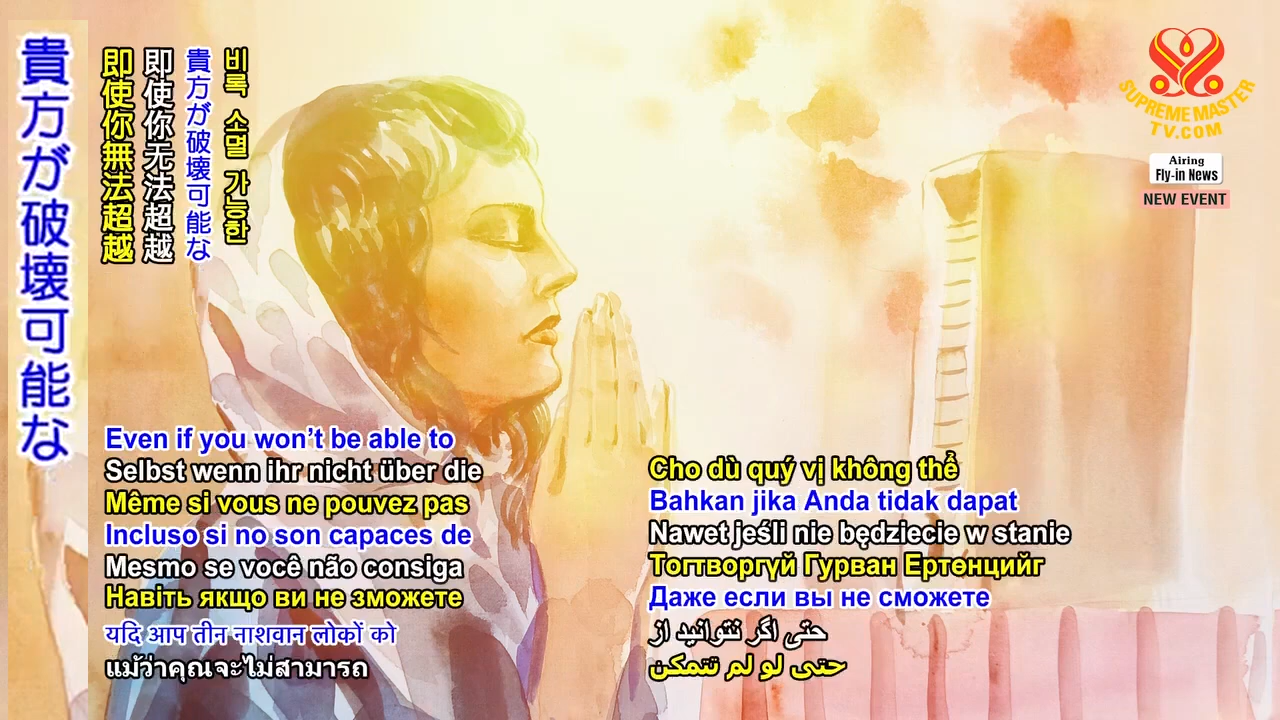 貴方が破壊可能な
即使你無法超越
即使你无法超越
貴方が破壊可能な
비록 소멸 가능한
SUPREME MASTER
TV.COM
Airing
Fly-in News
NEW EVENT
Even if you won't be able to
Selbst wenn ihr nicht über die
Même si vous ne pouvez pas
Incluso si no son capaces de
Mesmo se você não consiga
Навіть якщо ви не зможете
यदि आप तीन नाशवान लोकों को
แม้ว่าคุณจะไม่สามารถ
Cho dù quý vị không thể
Bahkan jika Anda tidak dapat
Nawet jeśli nie będziecie w stanie
Тогтворгүй Гурван Ертөнцийг
Даже если вы не сможете
حتی اگر نتوانید از
حتى لو لم تتمكن